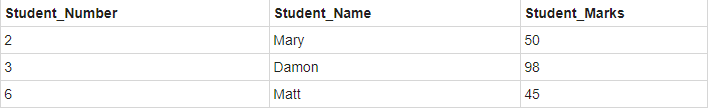 Student_Number Student_Name Student_Marks
2 Mary 50
3 Damon 98
6 Matt 45